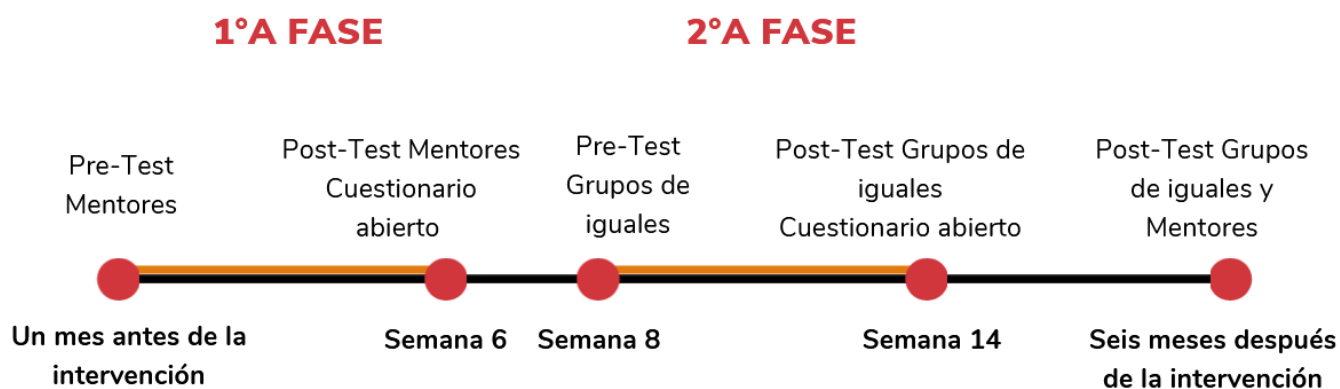 1°A FASE
2°A FASE
Pre-Test
Mentores
Post-Test Mentores
Cuestionario
abierto
Pre-Test
Grupos de
iguales
Post-Test Grupos de
iguales
Cuestionario abierto
Post-Test Grupos
de iguales y
Mentores
Un mes antes de la
intervención
Semana 6
Semana 8
Semana 14
Seis meses después
de la intervención